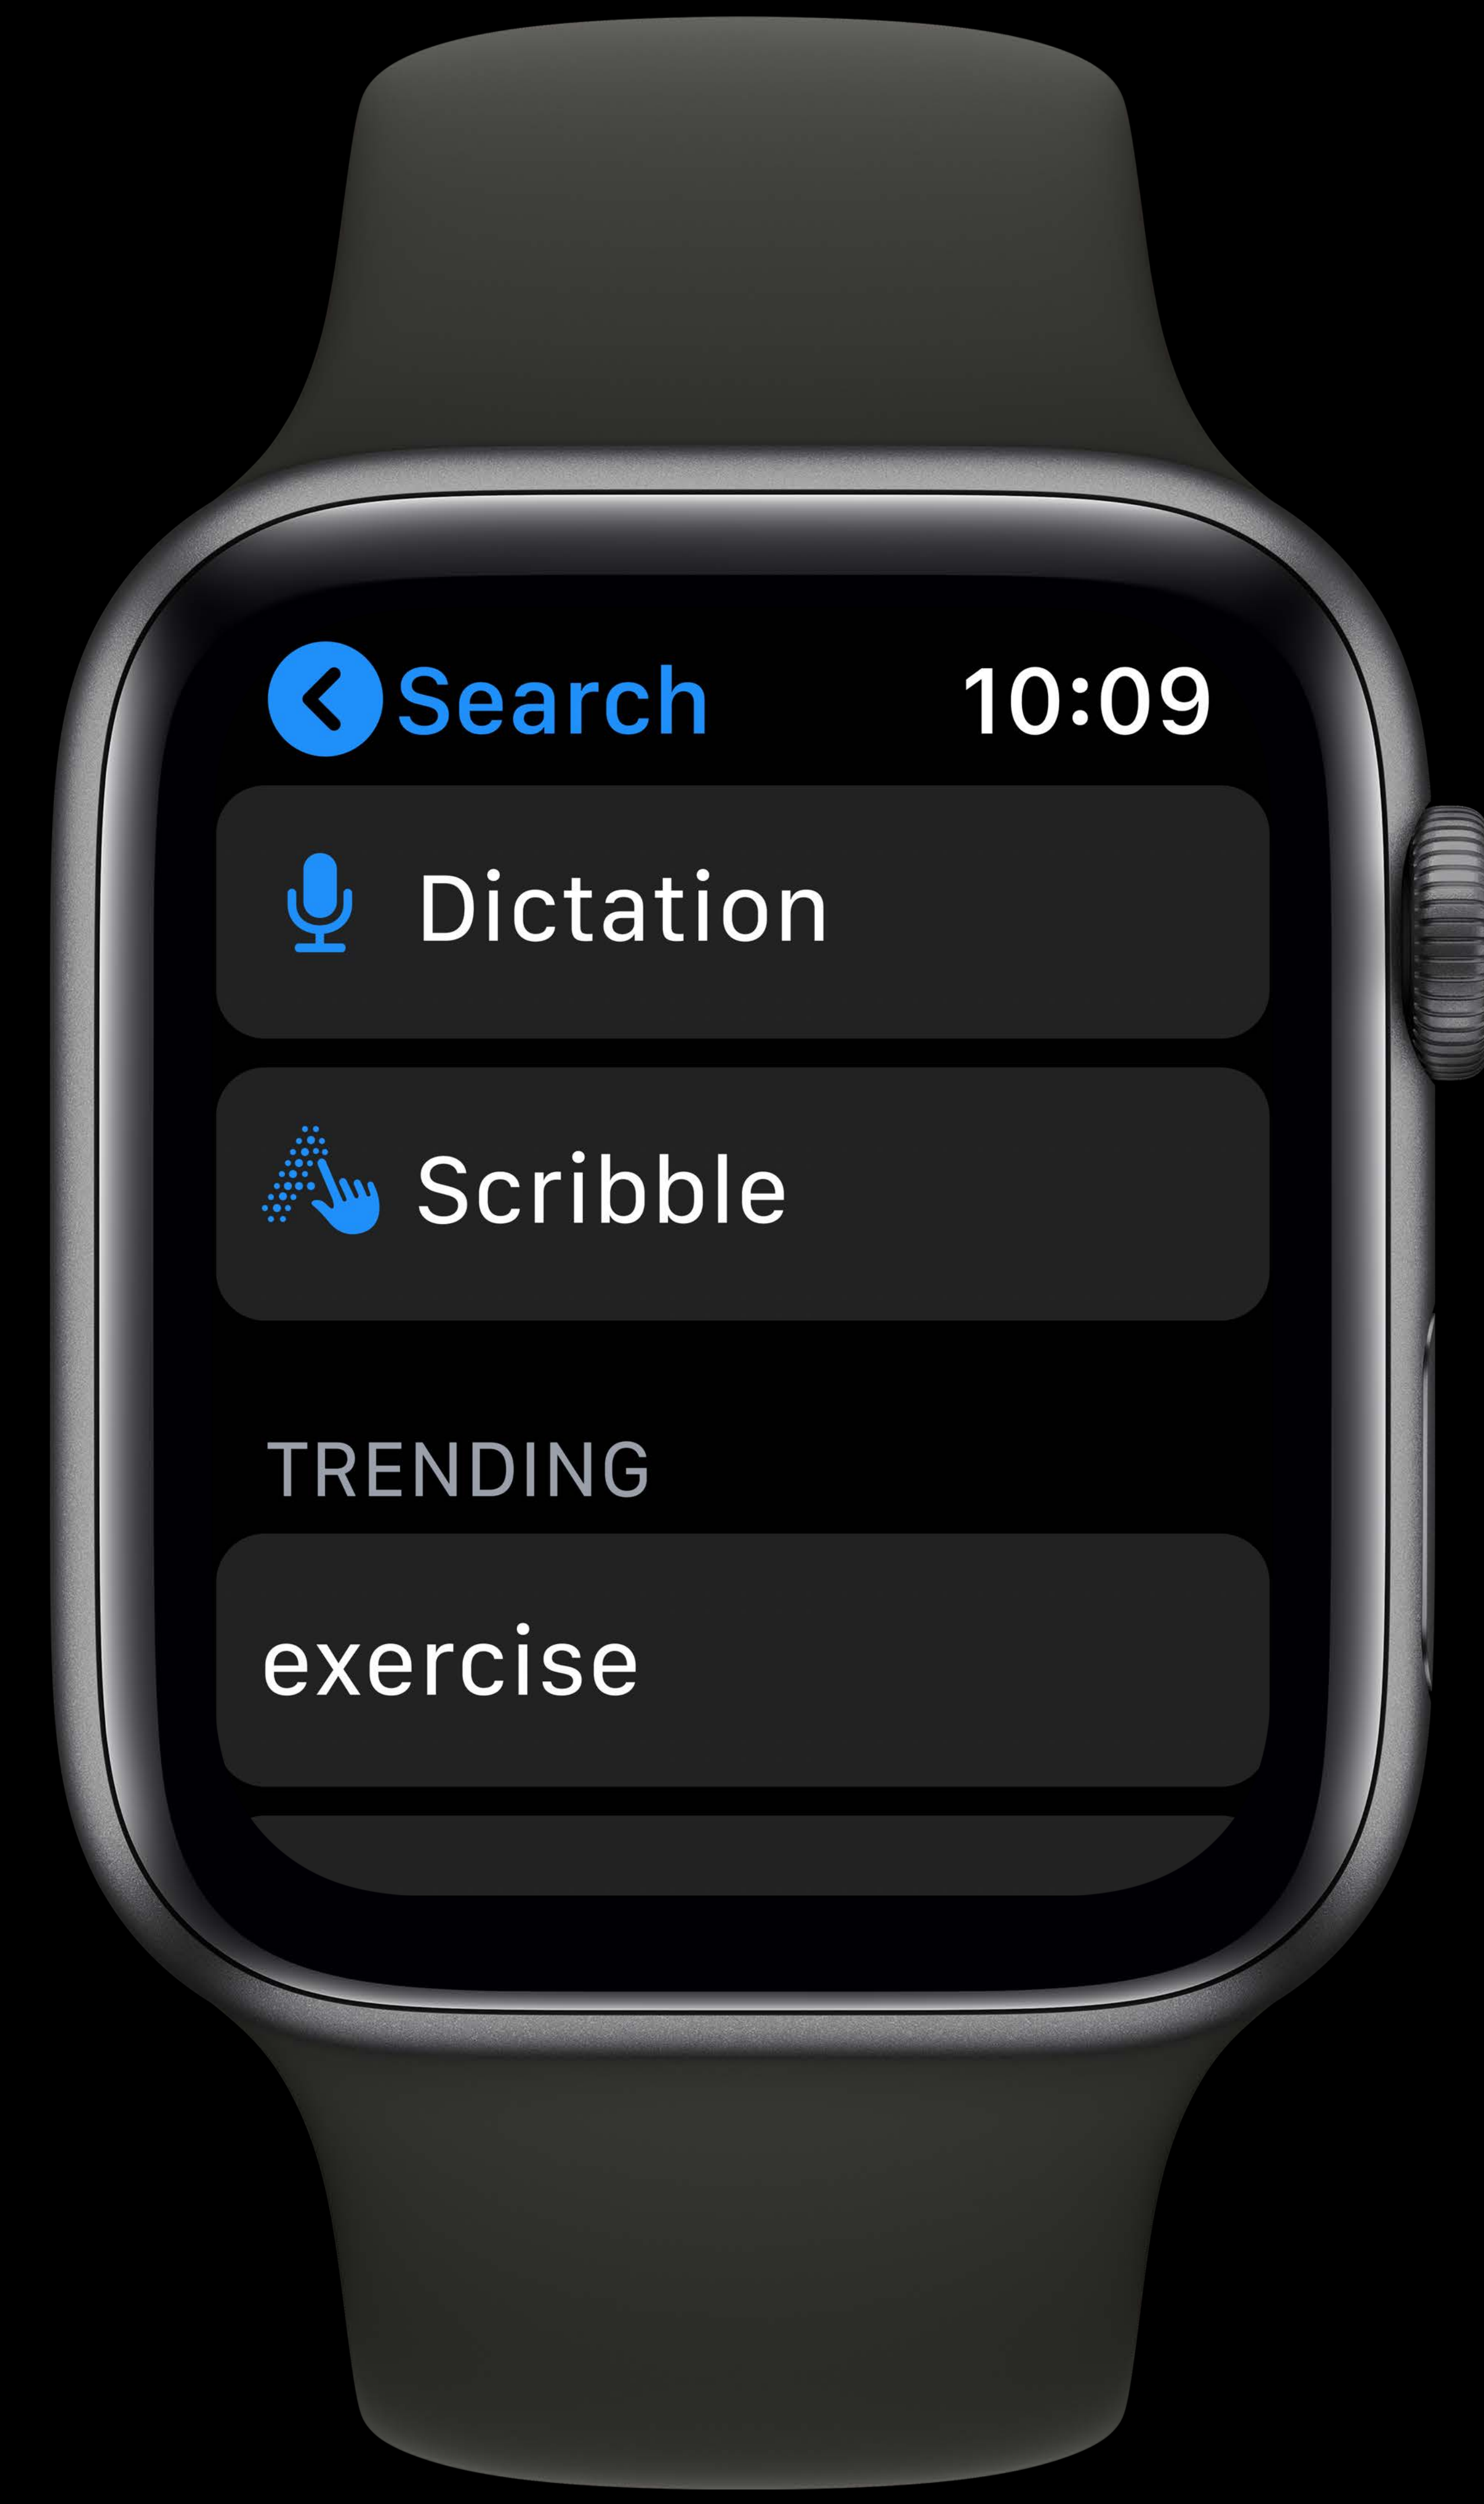 Search 10:09
Dictation
Scribble
TRENDING
exercise